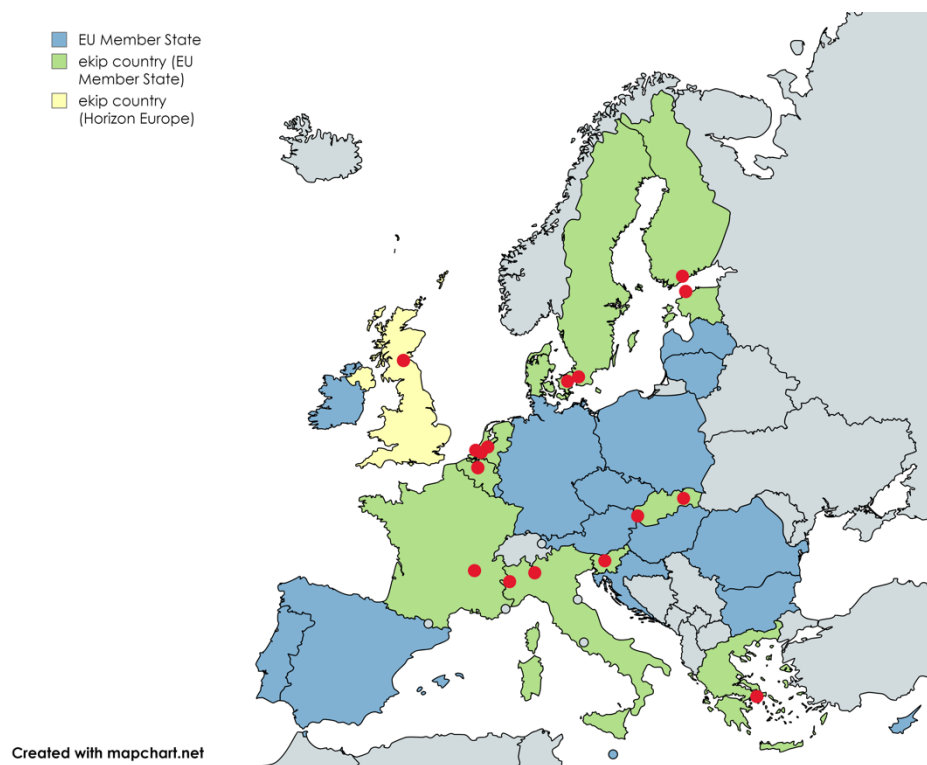 EU Member State
ekip country (EU
Member State)
ekip country
(Horizon Europe)
Created with mapchart.net